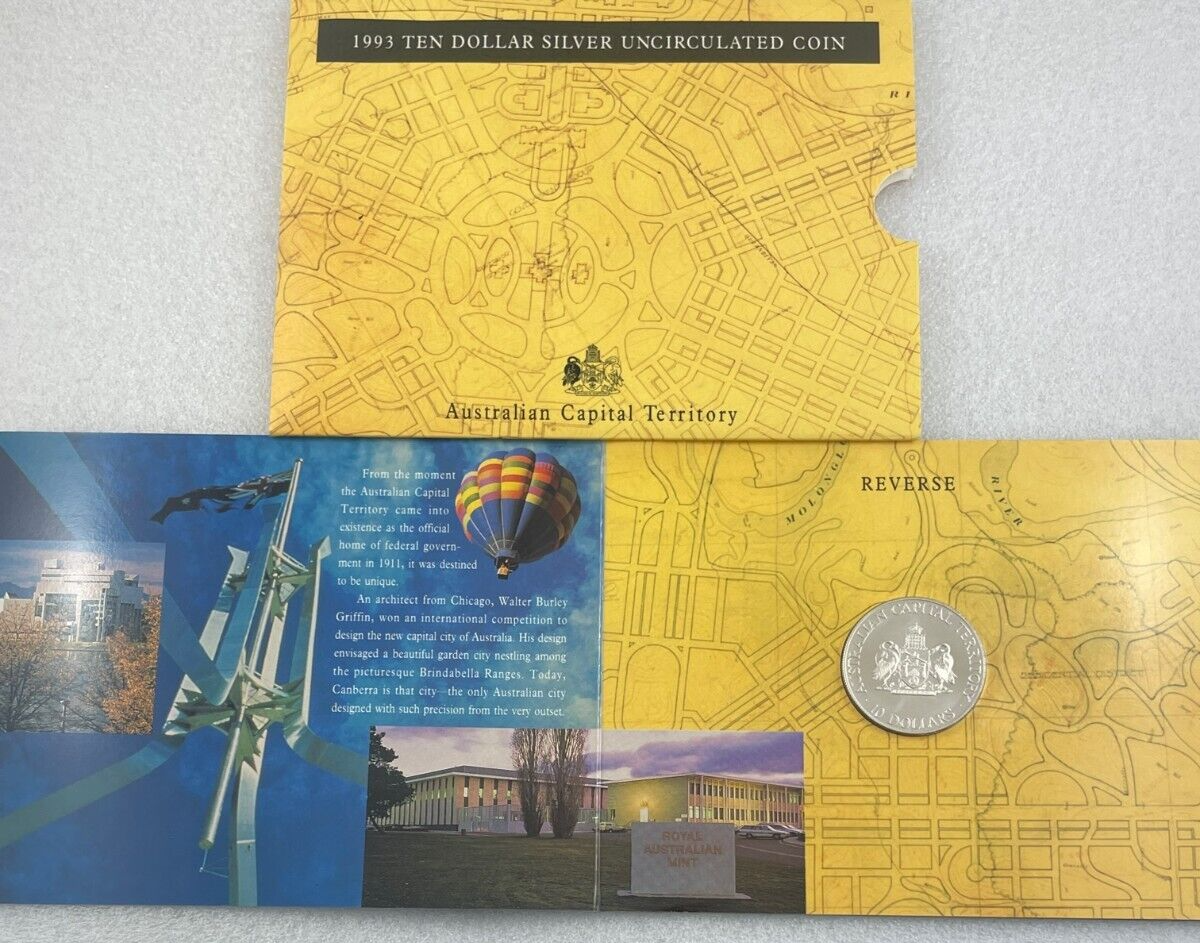 1993 TEN DOLLAR SILVER UNCIRCULATED COIN
RI
Australian Capital Territory
From the moment
the Australian Capital
Territory came into
existence as the official
home of federal govern-
ment in 1911, it was destined
to be unique.
An architect from Chicago, Walter Burley
Griffin, won an international competition to
design the new capital city of Australia. His design
envisaged a beautiful garden city nestling among
the picturesque Brindabella Ranges. Today,
Canberra is that city—the only Australian city
designed with such precision from the very outset.
ROYAL
AUSTRALIAN
MINT
REVERSE
MOLONGLO
RIVER
AUSTRALIAN CAPITAL TERRITORY
10 DOLLARS